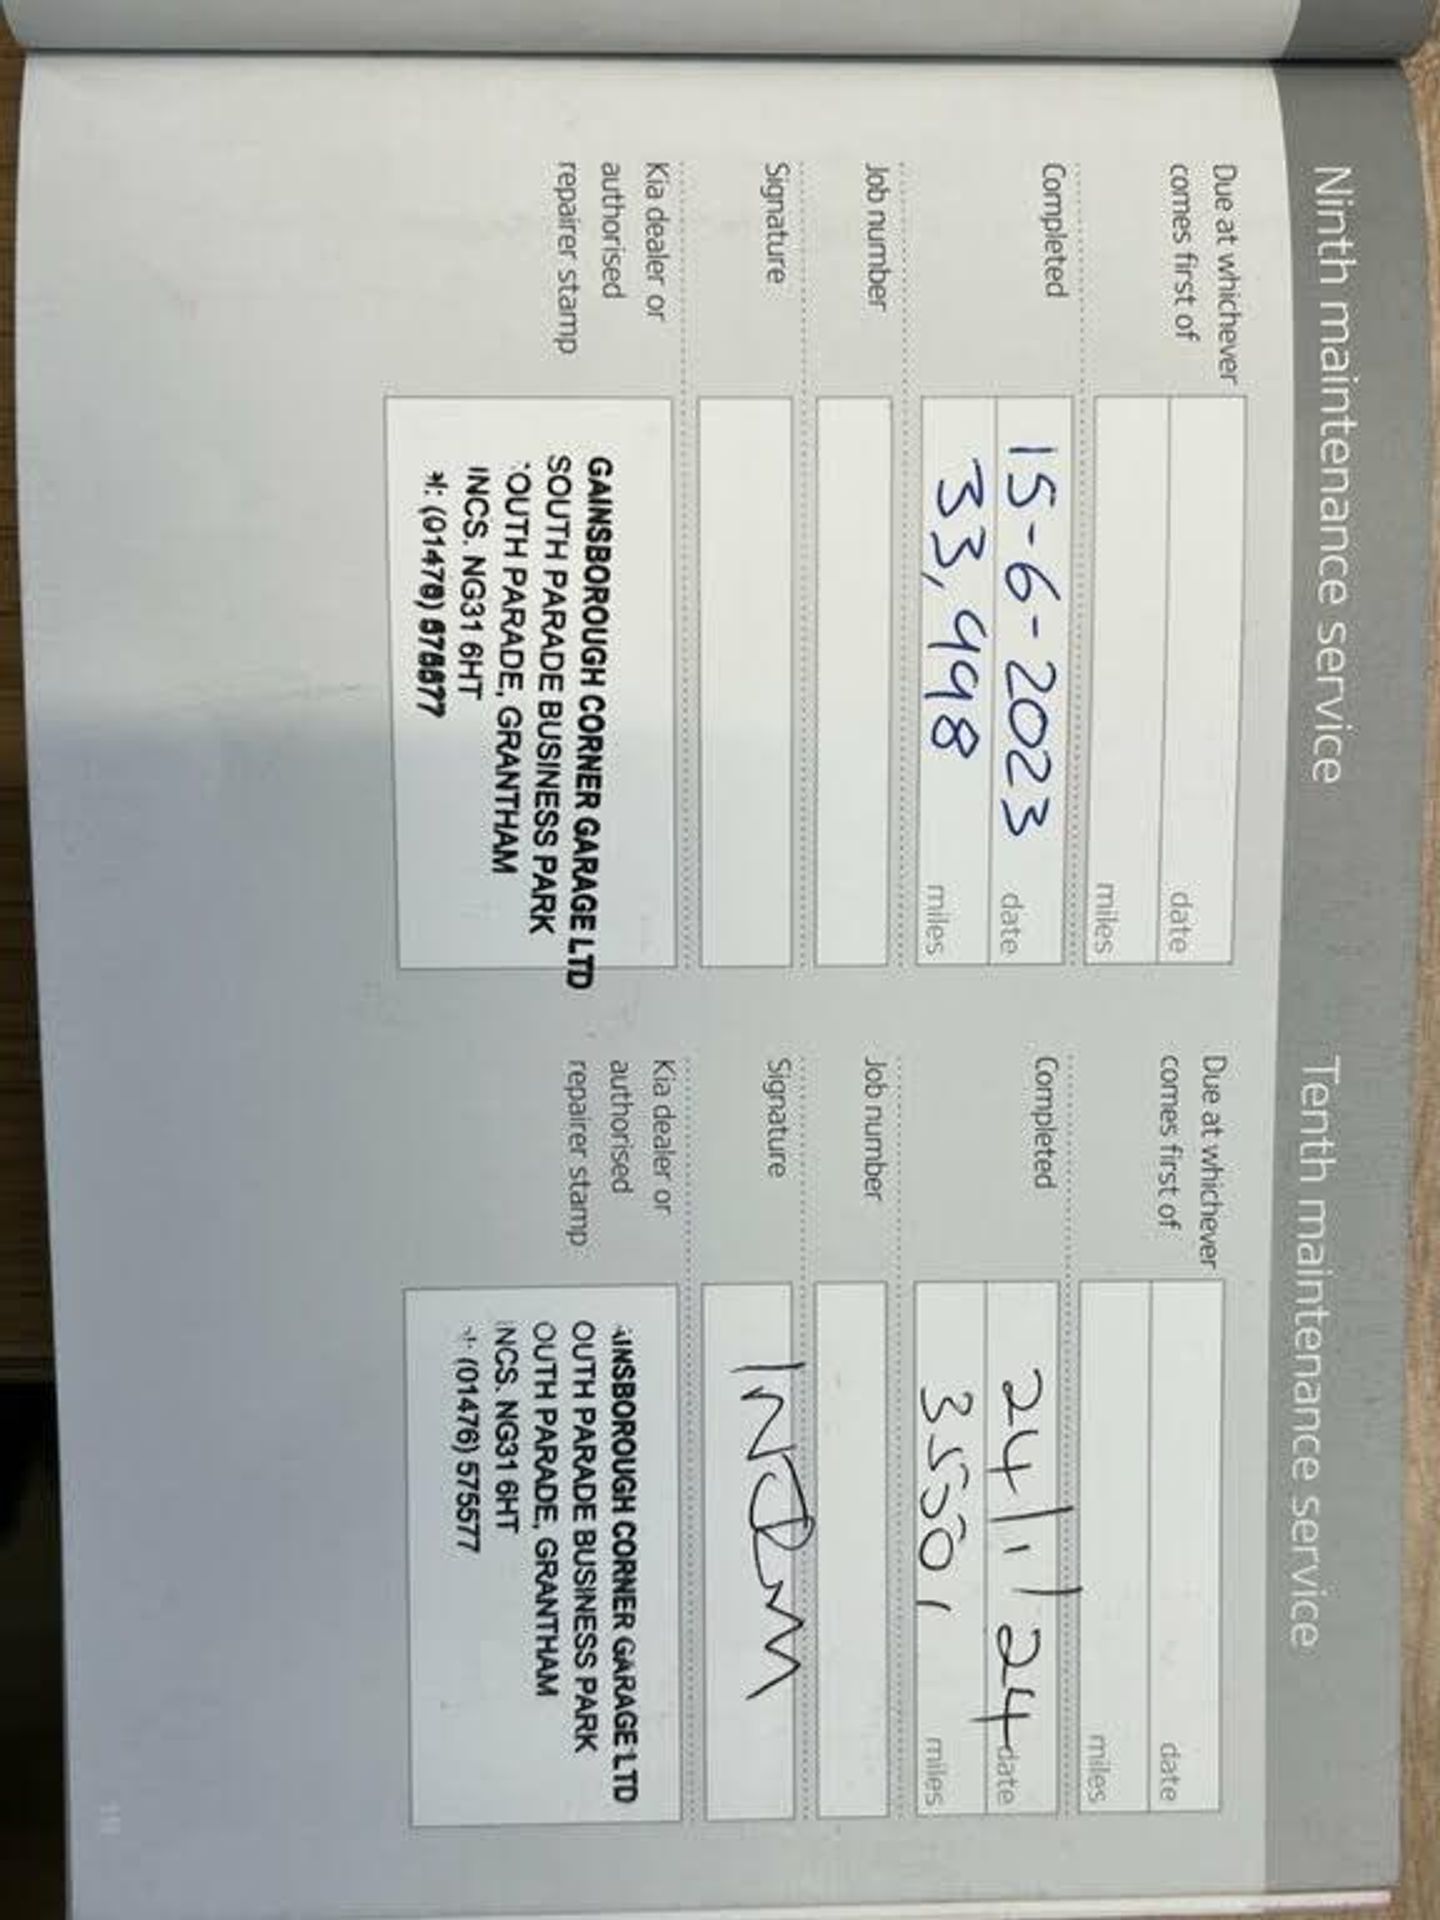 Ninth maintenance service
Due at whichever
comes first of
date
miles
Completed
15-6-2023 date
33,998 miles
Job number
Signature
Kia dealer or
authorised
repairer stamp
GAINSBOROUGH CORNER GARAGE LTD
SOUTH PARADE BUSINESS PARK
OUTH PARADE, GRANTHAM
INCS. NG31 6HT
(01476)
Tenth maintenance service
Due at whichever
comes first of
date
miles
Completed
24/1/24 date
35501 miles
Job number
Signature
Kia dealer or
authorised
repairer stamp
AINSBOROUGH CORNER GARAGE LTD
OUTH PARADE BUSINESS PARK
OUTH PARADE, GRANTHAM
INCS. NG31 6HT
(01476) 575577
11